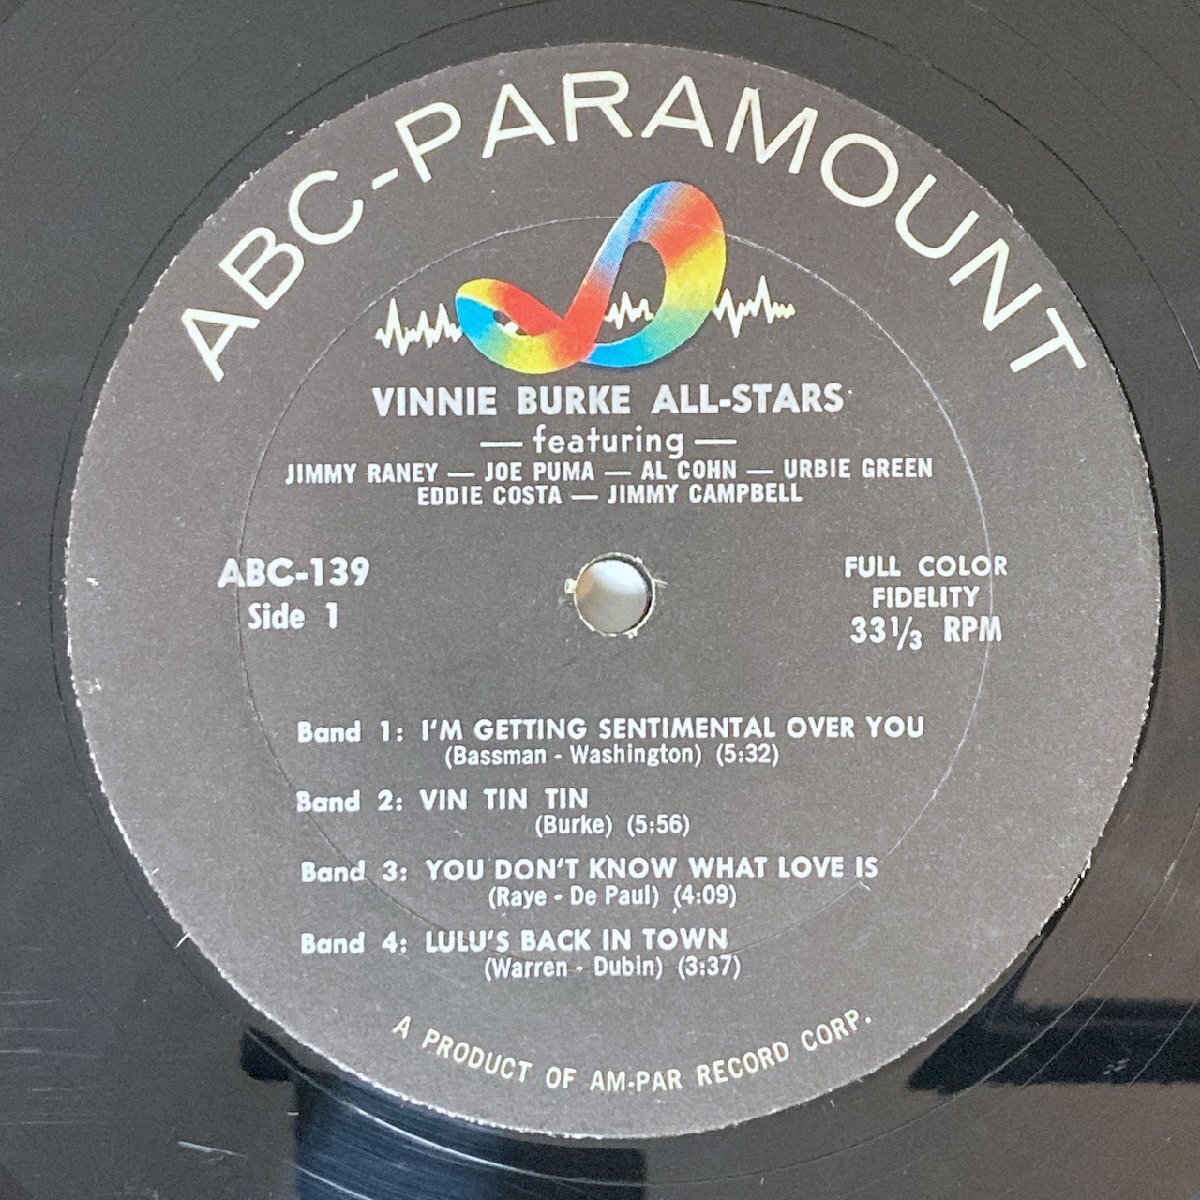 ABC-PARAMOUNT
VINNIE BURKE ALL-STARS
— featuring —
JIMMY RANEY — JOE PUMA — AL COHN — URBIE GREEN
EDDIE COSTA — JIMMY CAMPBELL
ABC-139
Side 1
FULL COLOR
FIDELITY
33 1/3 RPM
Band 1: I'M GETTING SENTIMENTAL OVER YOU
(Bassman - Washington) (5:32)
Band 2: VIN TIN TIN
(Burke) (5:56)
Band 3: YOU DON'T KNOW WHAT LOVE IS
(Raye - De Paul) (4:09)
Band 4: LULU'S BACK IN TOWN
(Warren - Dubin) (3:37)
A PRODUCT OF AM-PAR RECORD CORP.